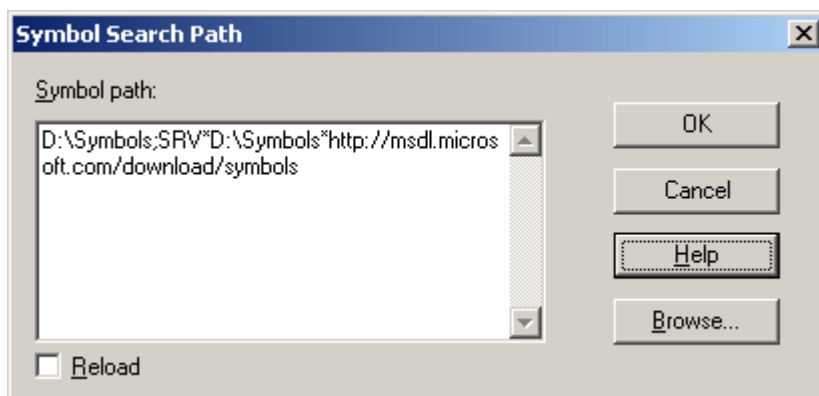 Symbol Search Path
Symbol path:
D:\Symbols;SRV*D:\Symbols*http://msdl.micros
oft.com/download/symbols
OK
Cancel
Help
Browse...
Reload